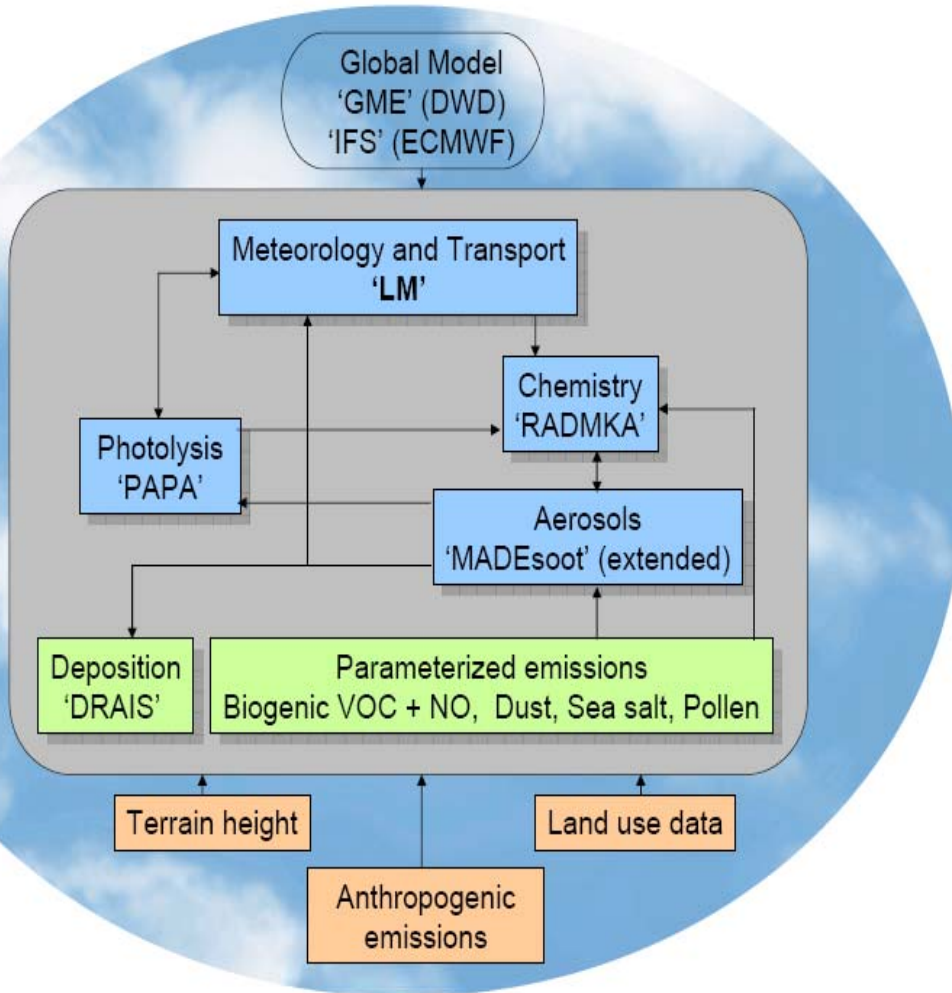 Global Model
‘GME’ (DWD)
‘IFS’ (ECMWF)
Meteorology and Transport
‘LM’
Chemistry
‘RADMKA’
Photolysis
‘PAPA’
Aerosols
‘MADEsoot’ (extended)
Deposition
‘DRAIS’
Parameterized emissions
Biogenic VOC + NO, Dust, Sea salt, Pollen
Terrain height
Land use data
Anthropogenic
emissions